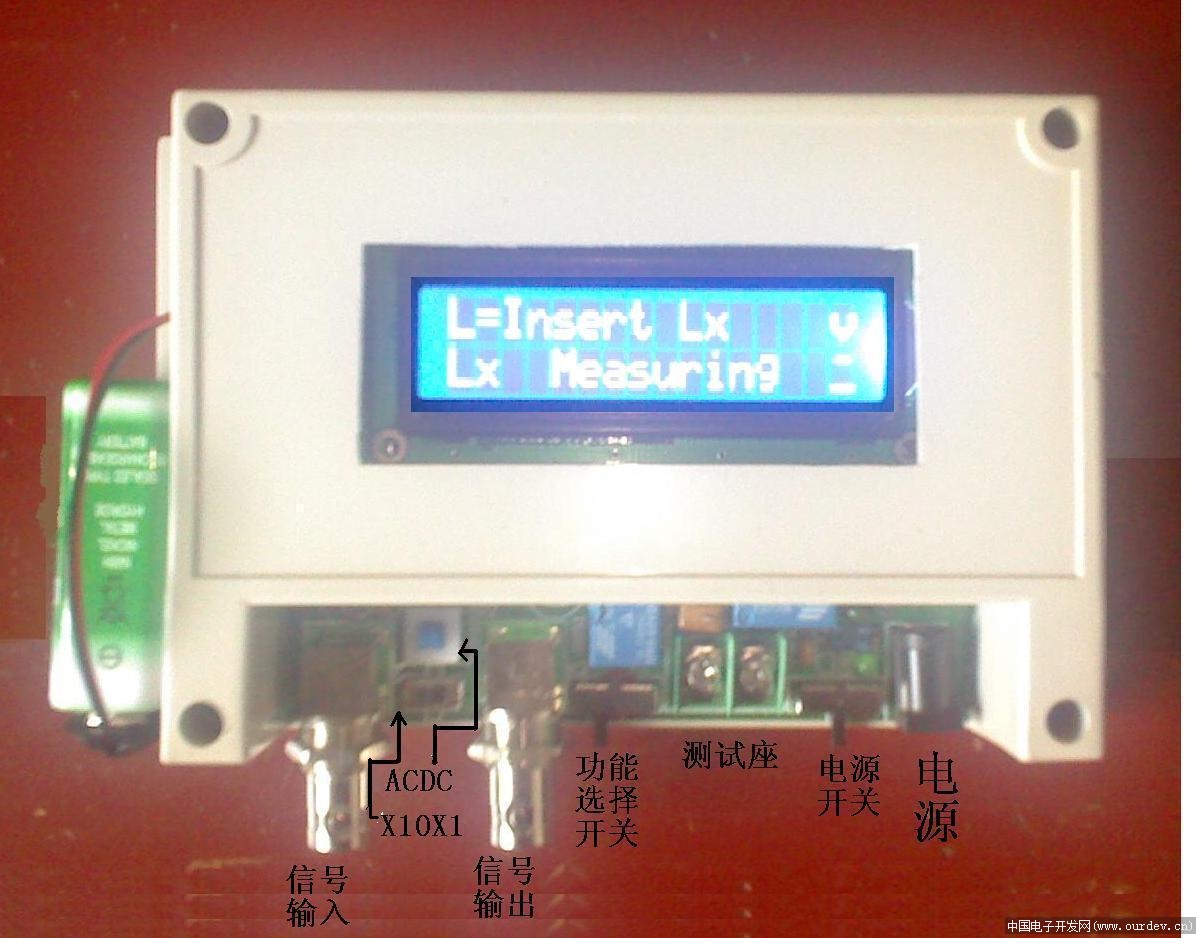 L=Insert Lx
Lx Measuring
ACDC
X10X1
信号
输入
信号
输出
功能
选择
开关
测试座
电源
开关
电
源
BATTERY
METAL
中国电子开发网(www.ourdev.cn)